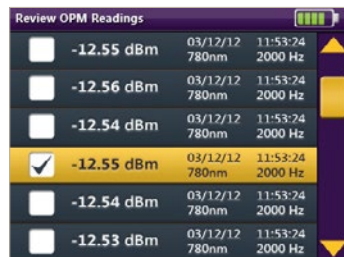 Review OPM Readings
-12.55 dBm 03/12/12 11:53:24
780nm 2000 Hz
-12.56 dBm 03/12/12 11:53:24
780nm 2000 Hz
-12.54 dBm 03/12/12 11:53:24
780nm 2000 Hz
-12.55 dBm 03/12/12 11:53:24
780nm 2000 Hz
-12.54 dBm 03/12/12 11:53:24
780nm 2000 Hz
-12.53 dBm 03/12/12 11:53:24
780nm 2000 Hz